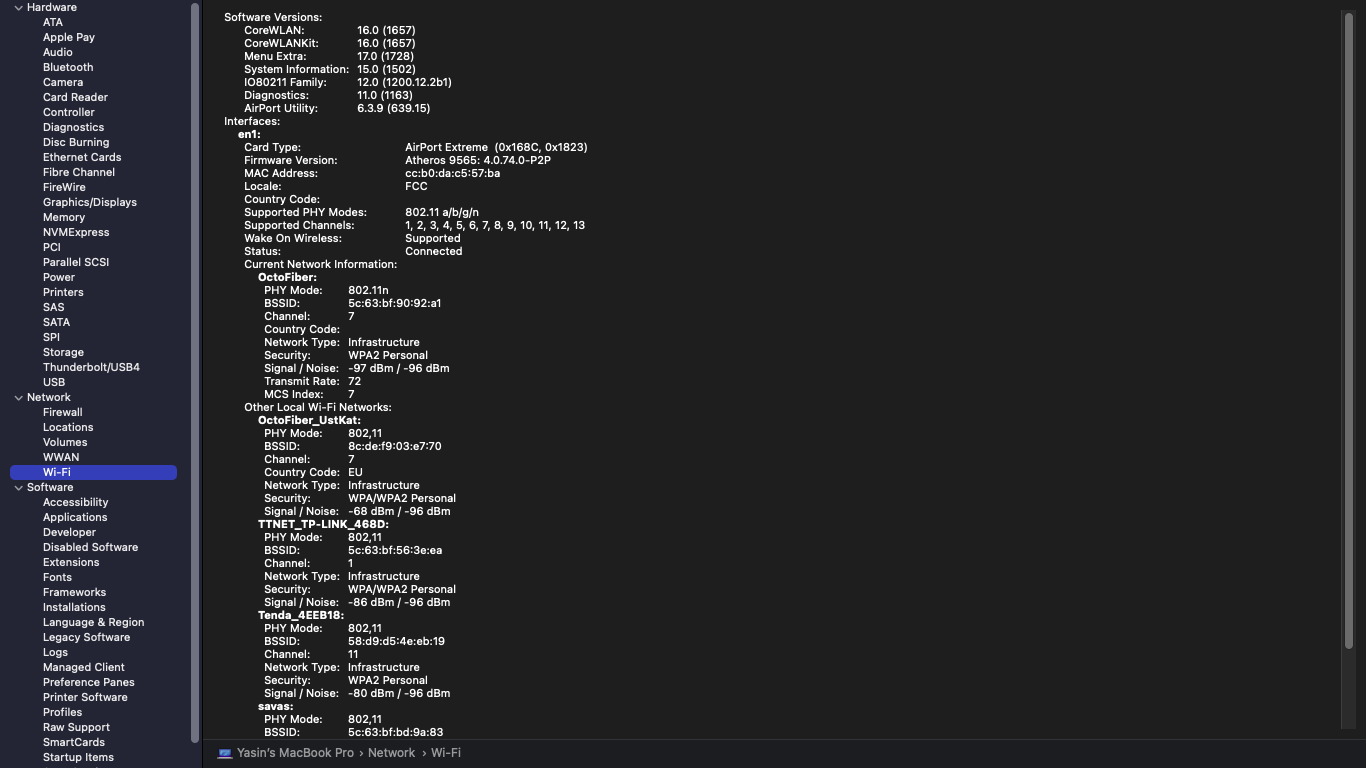 Hardware
ATA
Apple Pay
Audio
Bluetooth
Camera
Card Reader
Controller
Diagnostics
Disc Burning
Ethernet Cards
Fibre Channel
FireWire
Graphics/Displays
Memory
NVMExpress
PCI
Parallel SCSI
Power
Printers
SAS
SATA
SPI
Storage
Thunderbolt/USB4
USB
Network
Firewall
Locations
Volumes
WWAN
Wi-Fi
Software
Accessibility
Applications
Developer
Disabled Software
Extensions
Fonts
Frameworks
Installations
Language & Region
Legacy Software
Logs
Managed Client
Preference Panes
Printer Software
Profiles
Raw Support
SmartCards
Startup Items
Software Versions:
CoreWLAN: 16.0 (1657)
CoreWLANKit: 16.0 (1657)
Menu Extra: 17.0 (1728)
System Information: 15.0 (1502)
IO80211 Family: 12.0 (1200.12.2b1)
Diagnostics: 11.0 (1163)
AirPort Utility: 6.3.9 (639.15)
Interfaces:
en1:
Card Type: AirPort Extreme (0x168C, 0x1823)
Firmware Version: Atheros 9565: 4.0.74.0-P2P
MAC Address: cc:b0:da:c5:57:ba
Locale: FCC
Country Code:
Supported PHY Modes: 802.11 a/b/g/n
Supported Channels: 1, 2, 3, 4, 5, 6, 7, 8, 9, 10, 11, 12, 13
Wake On Wireless: Supported
Status: Connected
Current Network Information:
OctoFiber:
PHY Mode: 802.11n
BSSID: 5c:63:bf:90:92:a1
Channel: 7
Country Code:
Network Type: Infrastructure
Security: WPA2 Personal
Signal / Noise: -97 dBm / -96 dBm
Transmit Rate: 72
MCS Index: 7
Other Local Wi-Fi Networks:
OctoFiber_UstKat:
PHY Mode: 802,11
BSSID: 8c:de:f9:03:e7:70
Channel: 7
Country Code: EU
Network Type: Infrastructure
Security: WPA/WPA2 Personal
Signal / Noise: -68 dBm / -96 dBm
TTNET_TP-LINK_468D:
PHY Mode: 802,11
BSSID: 5c:63:bf:56:3e:ea
Channel: 1
Network Type: Infrastructure
Security: WPA/WPA2 Personal
Signal / Noise: -86 dBm / -96 dBm
Tenda_4EEB18:
PHY Mode: 802,11
BSSID: 58:d9:d5:4e:eb:19
Channel: 11
Network Type: Infrastructure
Security: WPA2 Personal
Signal / Noise: -80 dBm / -96 dBm
savas:
PHY Mode: 802,11
BSSID: 5c:63:bf:bd:9a:83
Yasin's MacBook Pro › Network › Wi-Fi